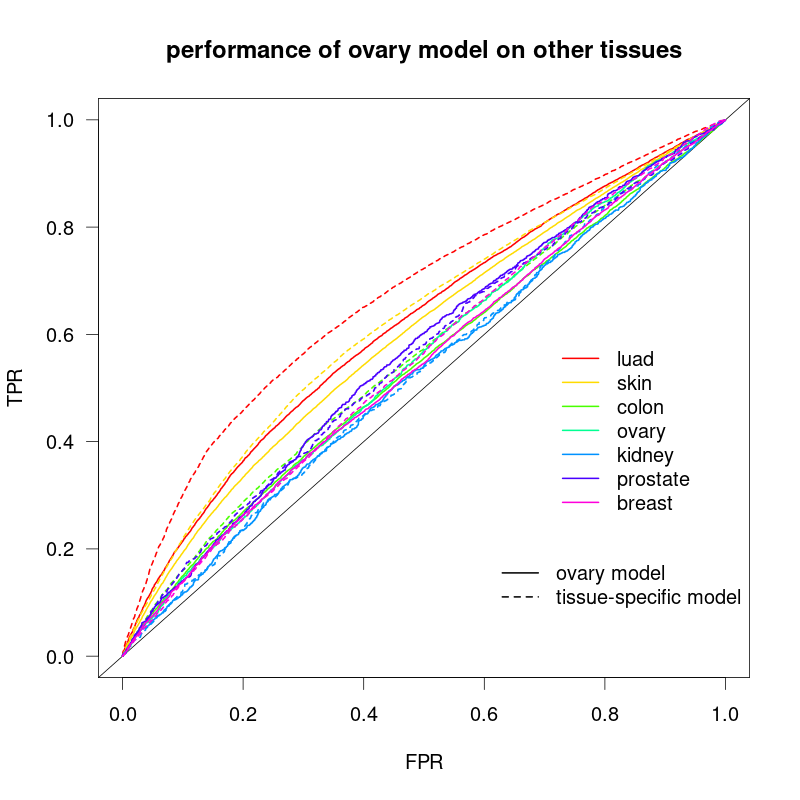 performance of ovary model on other tissues
TPR
1.0
0.8
0.6
0.4
0.2
0.0
luad
skin
colon
ovary
kidney
prostate
breast
ovary model
tissue-specific model
0.0 0.2 0.4 0.6 0.8 1.0
FPR